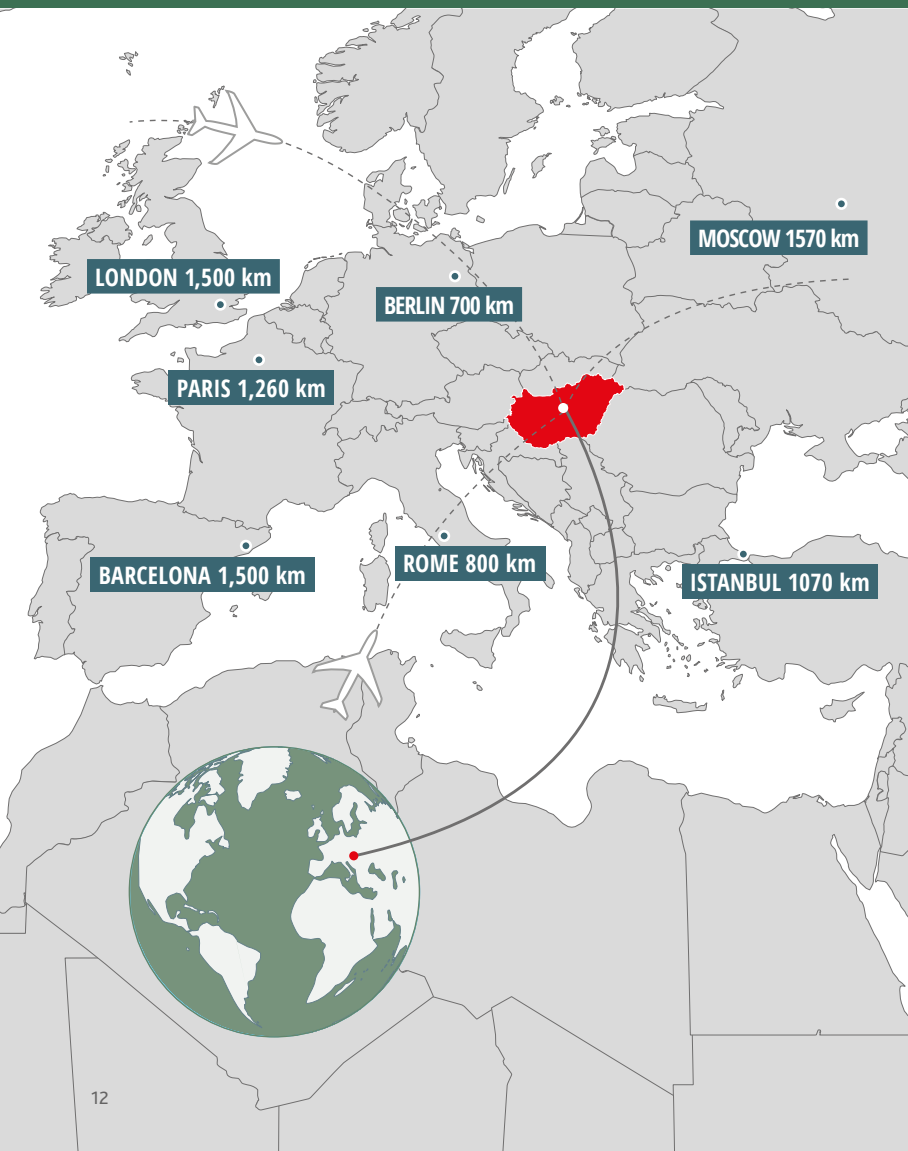 MOSCOW 1570 km
LONDON 1,500 km
BERLIN 700 km
PARIS 1,260 km
ROME 800 km
BARCELONA 1,500 km
ISTANBUL 1070 km
12